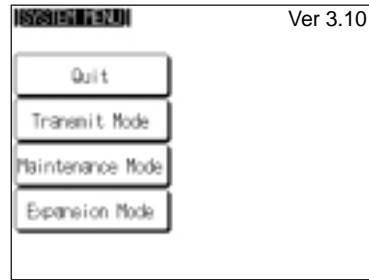 [SYSTEM MENU]
Ver 3.10
Quit
Transmit Mode
Maintenance Mode
Expansion Mode